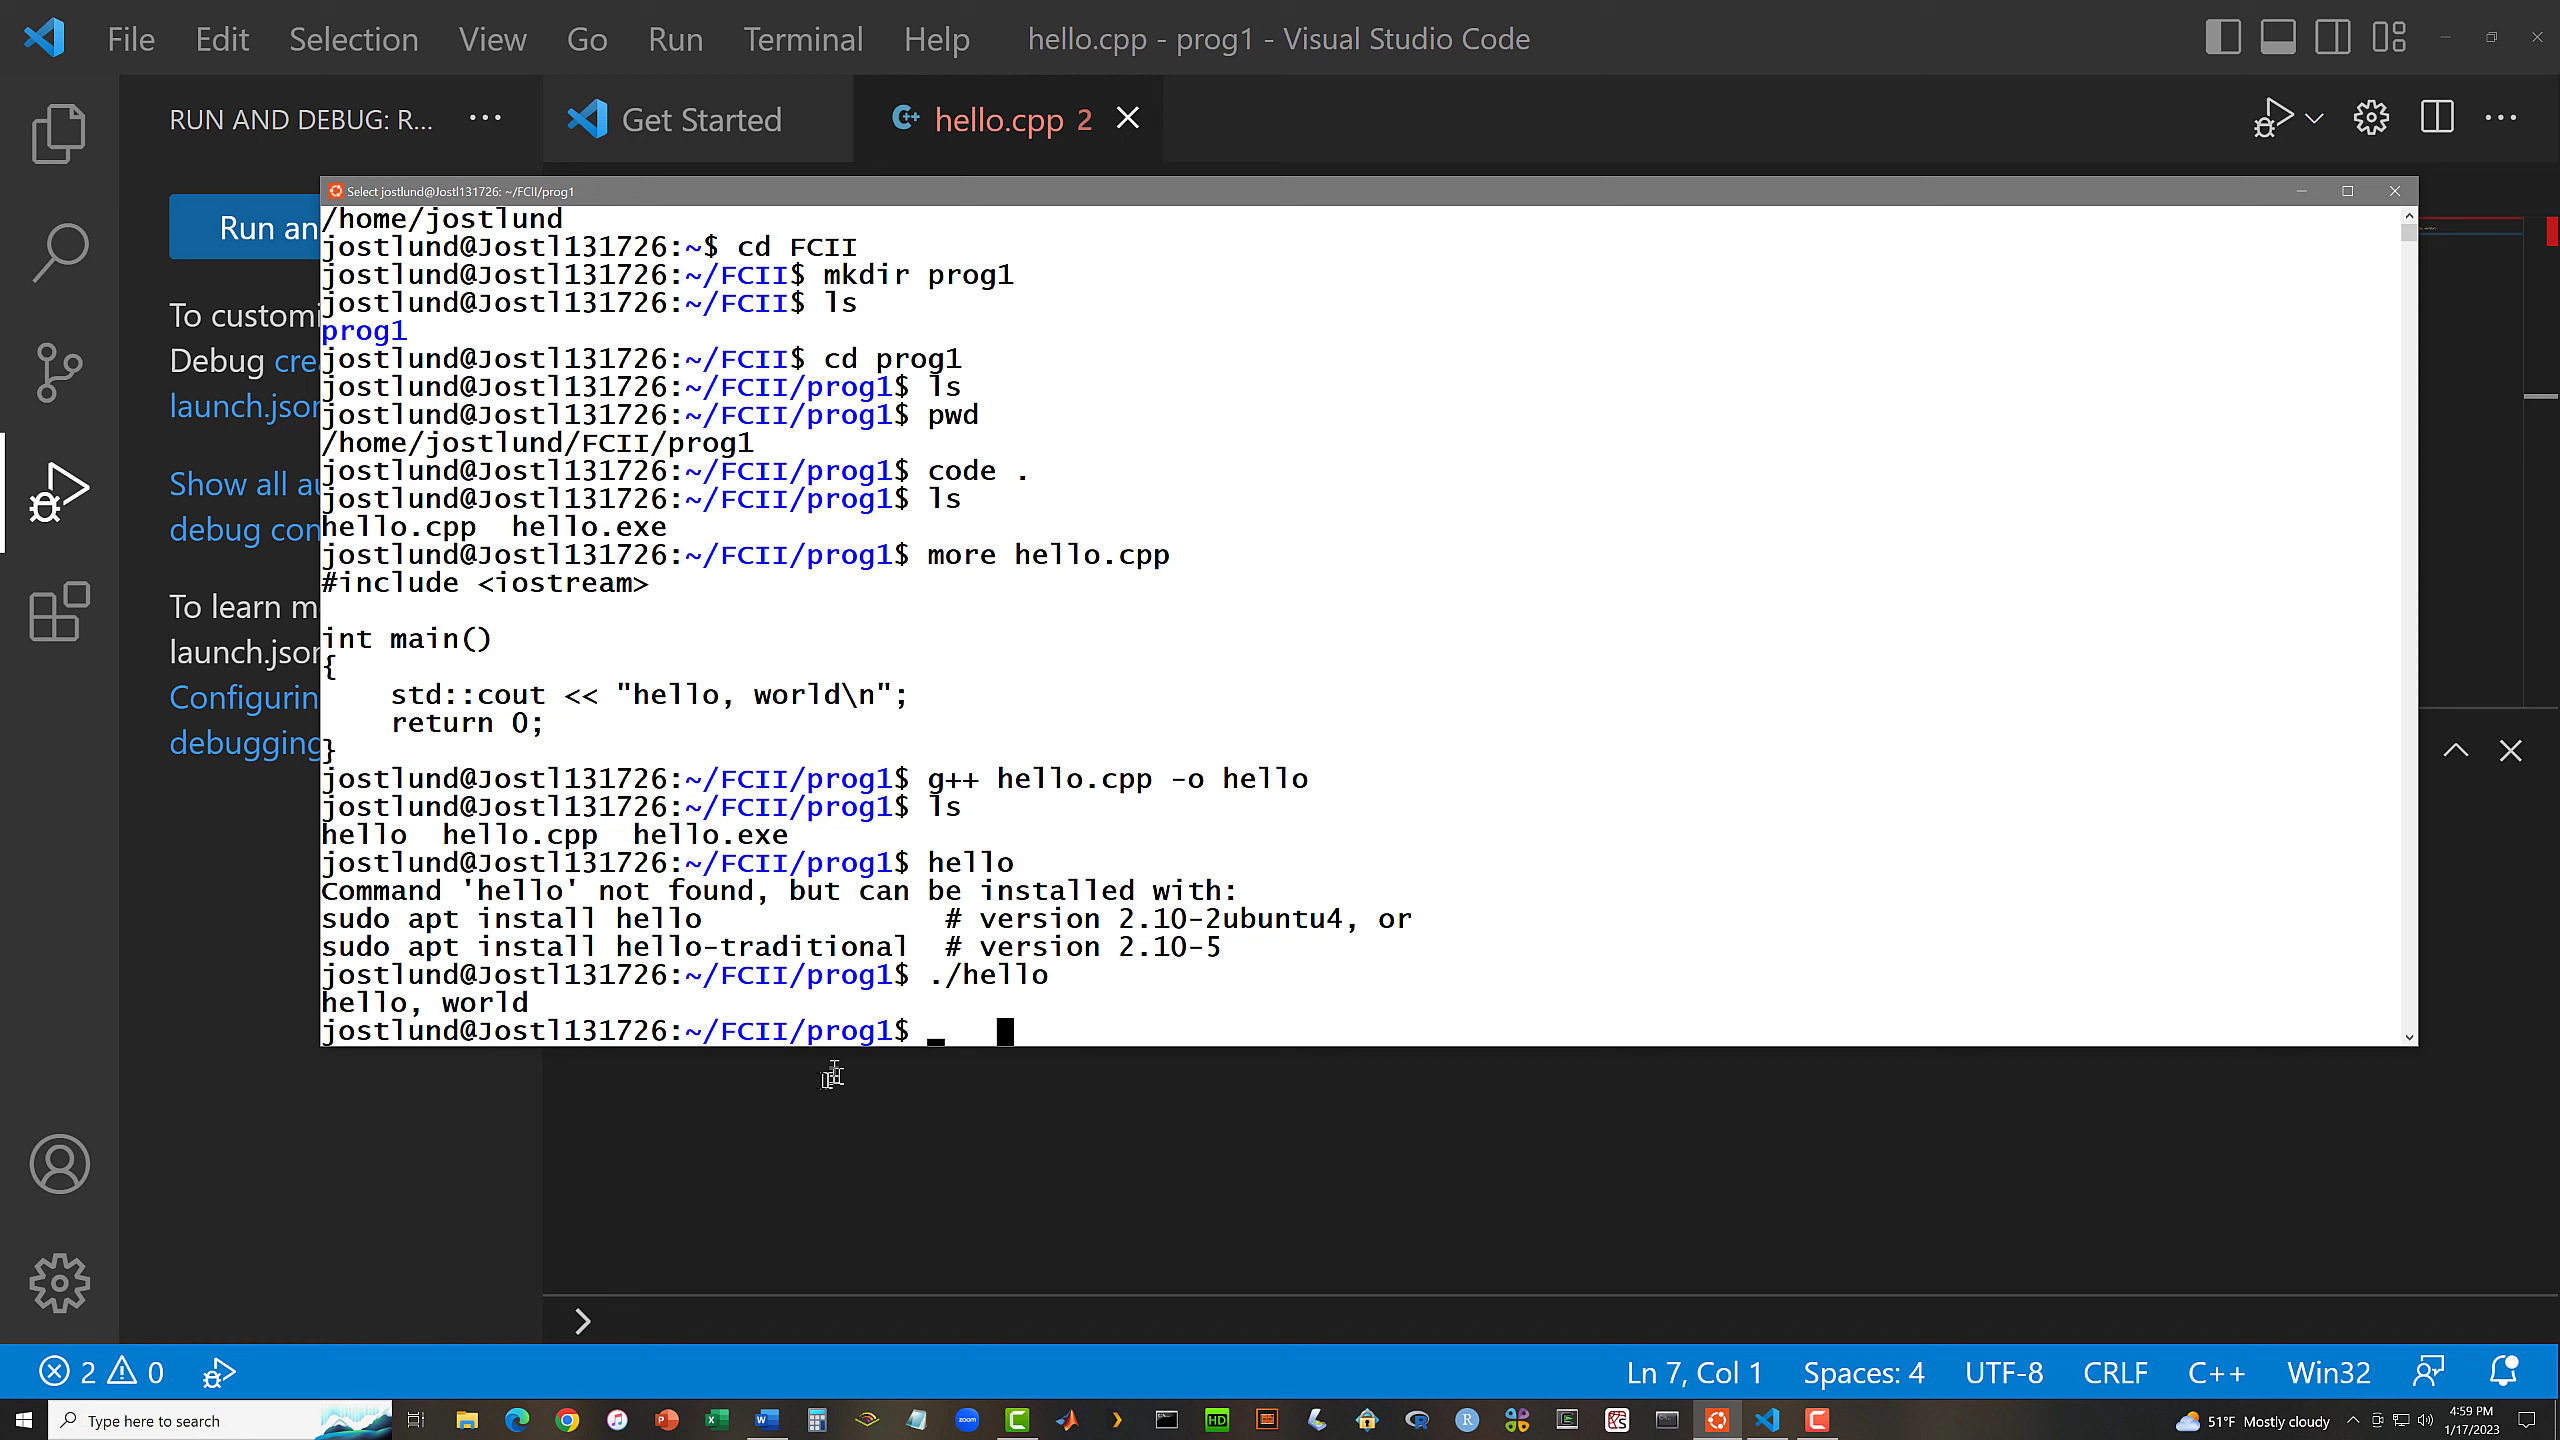 File Edit Selection View Go Run Terminal Help hello.cpp - prog1 - Visual Studio Code
RUN AND DEBUG: R... ··· Get Started hello.cpp 2
Select jostlund@Jostl131726: ~/FCII/prog1
Run an
To customi
Debug crea
launch.json
Show all au
debug con
To learn m
launch.json
Configurin
debugging
/home/jostlund
jostlund@Jostl131726:~$ cd FCII
jostlund@Jostl131726:~/FCII$ mkdir prog1
jostlund@Jostl131726:~/FCII$ ls
prog1
jostlund@Jostl131726:~/FCII$ cd prog1
jostlund@Jostl131726:~/FCII/prog1$ ls
jostlund@Jostl131726:~/FCII/prog1$ pwd
/home/jostlund/FCII/prog1
jostlund@Jostl131726:~/FCII/prog1$ code .
jostlund@Jostl131726:~/FCII/prog1$ ls
hello.cpp  hello.exe
jostlund@Jostl131726:~/FCII/prog1$ more hello.cpp
#include <iostream>
int main()
{
    std::cout << "hello, world\n";
    return 0;
}
jostlund@Jostl131726:~/FCII/prog1$ g++ hello.cpp -o hello
jostlund@Jostl131726:~/FCII/prog1$ ls
hello  hello.cpp  hello.exe
jostlund@Jostl131726:~/FCII/prog1$ hello
Command 'hello' not found, but can be installed with:
sudo apt install hello              # version 2.10-2ubuntu4, or
sudo apt install hello-traditional  # version 2.10-5
jostlund@Jostl131726:~/FCII/prog1$ ./hello
hello, world
jostlund@Jostl131726:~/FCII/prog1$ _
2 0 Ln 7, Col 1 Spaces: 4 UTF-8 CRLF C++ Win32
Type here to search 51°F Mostly cloudy 4:59 PM
1/17/2023